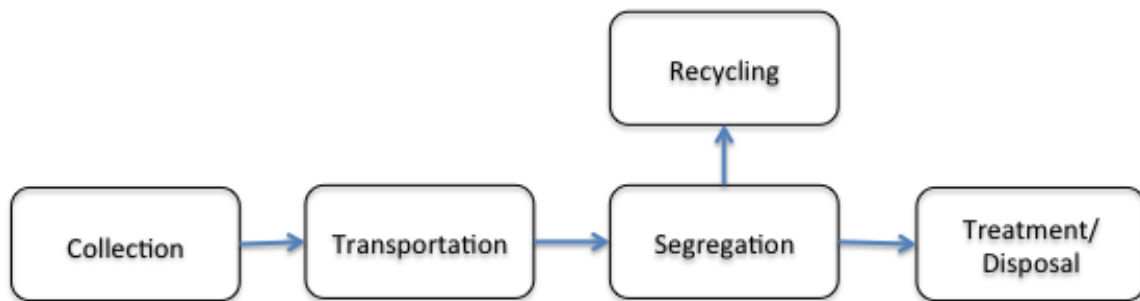 Recycling
Collection
Transportation
Segregation
Treatment/
Disposal